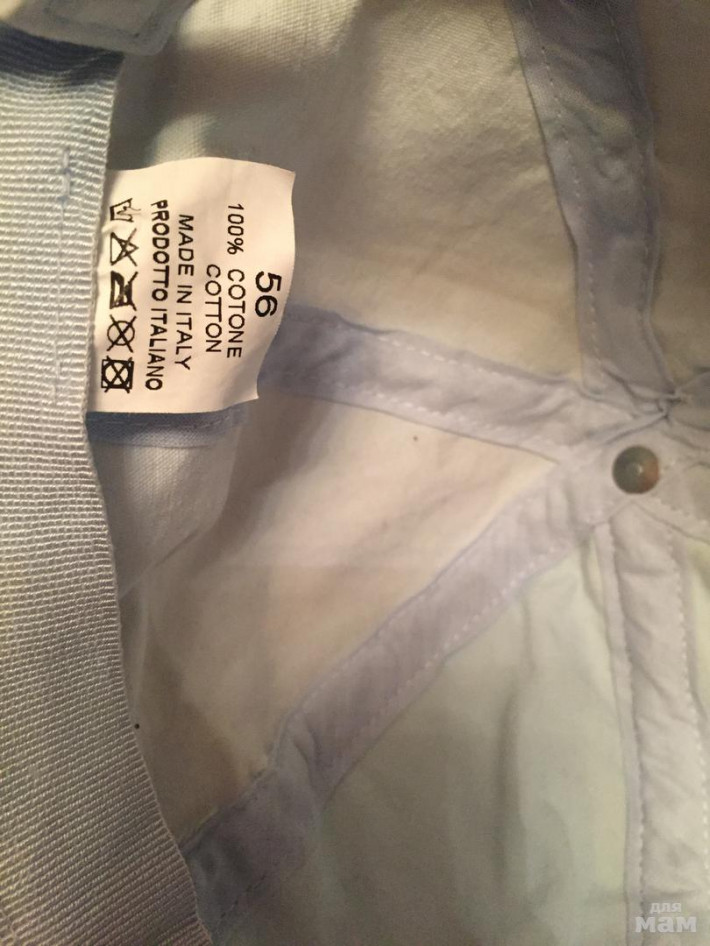 56
100% COTONE
COTTON
MADE IN ITALY
PRODOTTO ITALIANO
для
мам